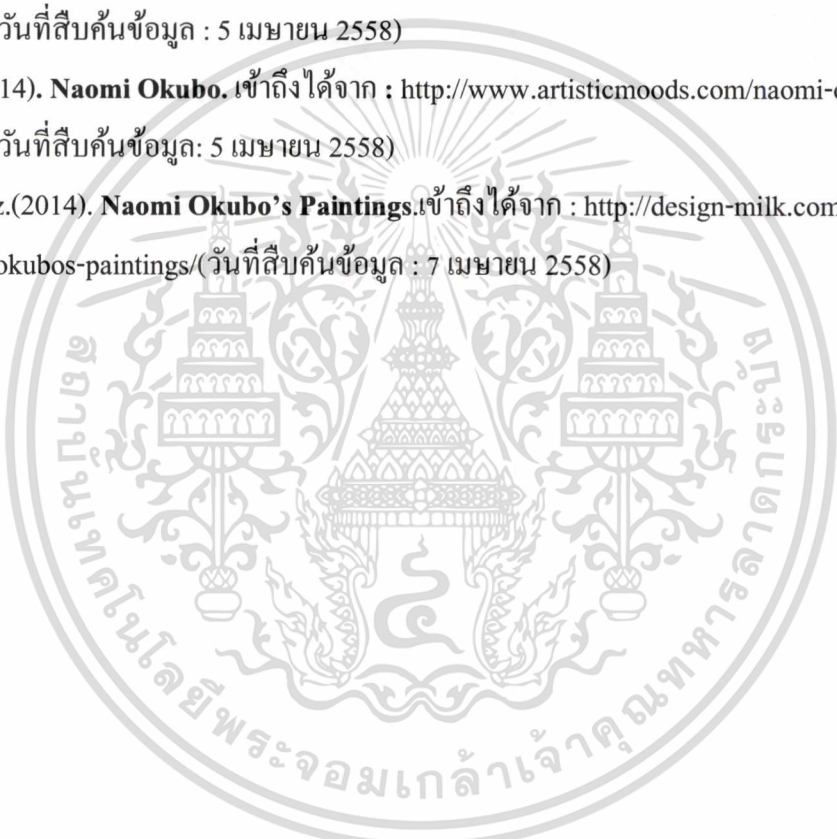 วันที่สืบค้นข้อมูล : 5 เมษายน 2558)
14). Naomi Okubo. เข้าถึงได้จาก : http://www.artisticmoods.com/naomi-
วันที่สืบค้นข้อมูล: 5 เมษายน 2558)
z.(2014). Naomi Okubo’s Paintings.เข้าถึงได้จาก : http://design-milk.com
okubos-paintings/(วันที่สืบค้นข้อมูล : 7 เมษายน 2558)
สถาบันเทคโนโลยีพระจอมเกล้าเจ้าคุณทหารลาดกระบัง